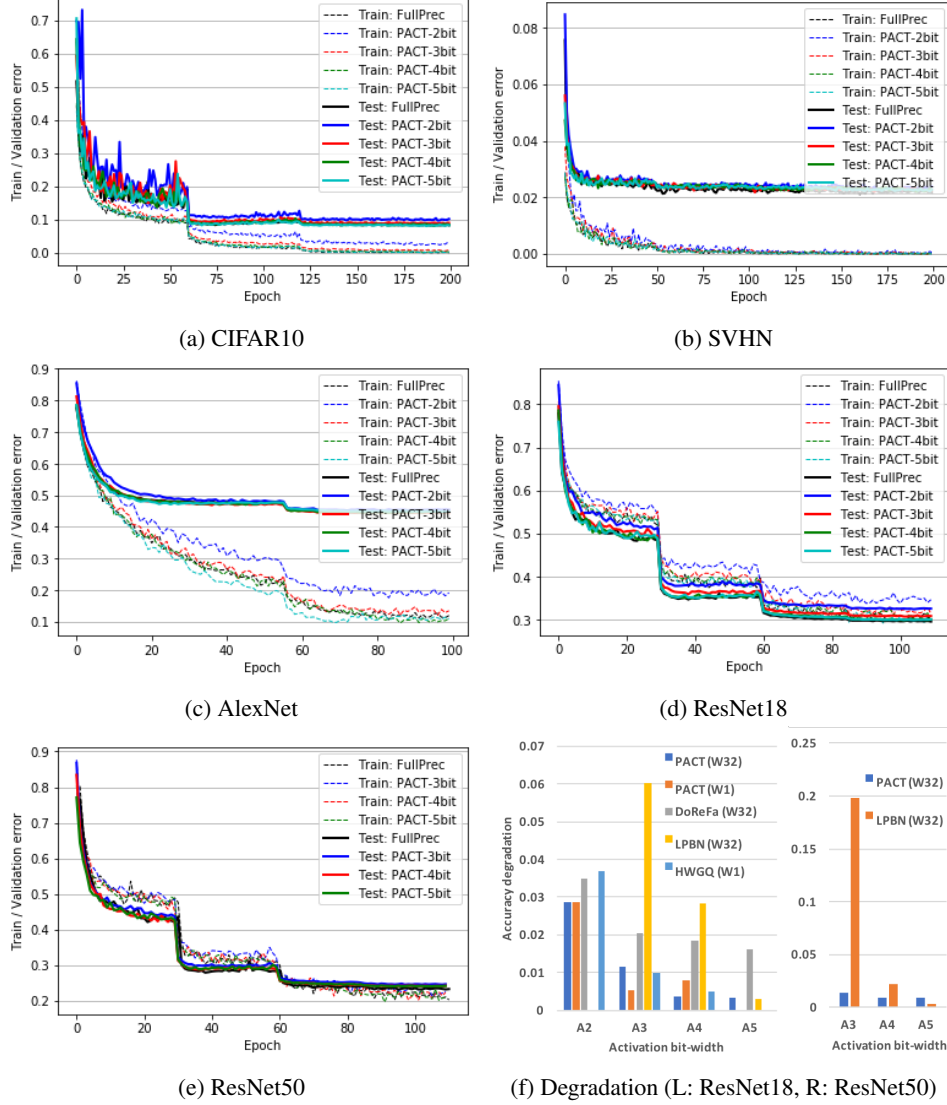 0.7
0.6
0.5
0.4
0.3
0.2
0.1
0.0
Train / Validation error
0 25 50 75 100 125 150 175 200
Epoch
Train: FullPrec
Train: PACT-2bit
Train: PACT-3bit
Train: PACT-4bit
Train: PACT-5bit
Test: FullPrec
Test: PACT-2bit
Test: PACT-3bit
Test: PACT-4bit
Test: PACT-5bit
(a) CIFAR10
0.08
0.06
0.04
0.02
0.00
Train / Validation error
0 25 50 75 100 125 150 175 200
Epoch
Train: FullPrec
Train: PACT-2bit
Train: PACT-3bit
Train: PACT-4bit
Train: PACT-5bit
Test: FullPrec
Test: PACT-2bit
Test: PACT-3bit
Test: PACT-4bit
Test: PACT-5bit
(b) SVHN
0.9
0.8
0.7
0.6
0.5
0.4
0.3
0.2
0.1
Train / Validation error
0 20 40 60 80 100
Epoch
Train: FullPrec
Train: PACT-2bit
Train: PACT-3bit
Train: PACT-4bit
Train: PACT-5bit
Test: FullPrec
Test: PACT-2bit
Test: PACT-3bit
Test: PACT-4bit
Test: PACT-5bit
(c) AlexNet
0.8
0.7
0.6
0.5
0.4
0.3
Train / Validation error
0 20 40 60 80 100
Epoch
Train: FullPrec
Train: PACT-2bit
Train: PACT-3bit
Train: PACT-4bit
Train: PACT-5bit
Test: FullPrec
Test: PACT-2bit
Test: PACT-3bit
Test: PACT-4bit
Test: PACT-5bit
(d) ResNet18
0.9
0.8
0.7
0.6
0.5
0.4
0.3
0.2
Train / Validation error
0 20 40 60 80 100
Epoch
Train: FullPrec
Train: PACT-3bit
Train: PACT-4bit
Train: PACT-5bit
Test: FullPrec
Test: PACT-3bit
Test: PACT-4bit
Test: PACT-5bit
(e) ResNet50
0.07
0.06
0.05
0.04
0.03
0.02
0.01
0
Accuracy degradation
A2 A3 A4 A5
Activation bit-width
PACT (W32)
PACT (W1)
DoReFa (W32)
LPBN (W32)
HWGQ (W1)
0.25
0.2
0.15
0.1
0.05
0
A3 A4 A5
Activation bit-width
PACT (W32)
LPBN (W32)
(f) Degradation (L: ResNet18, R: ResNet50)